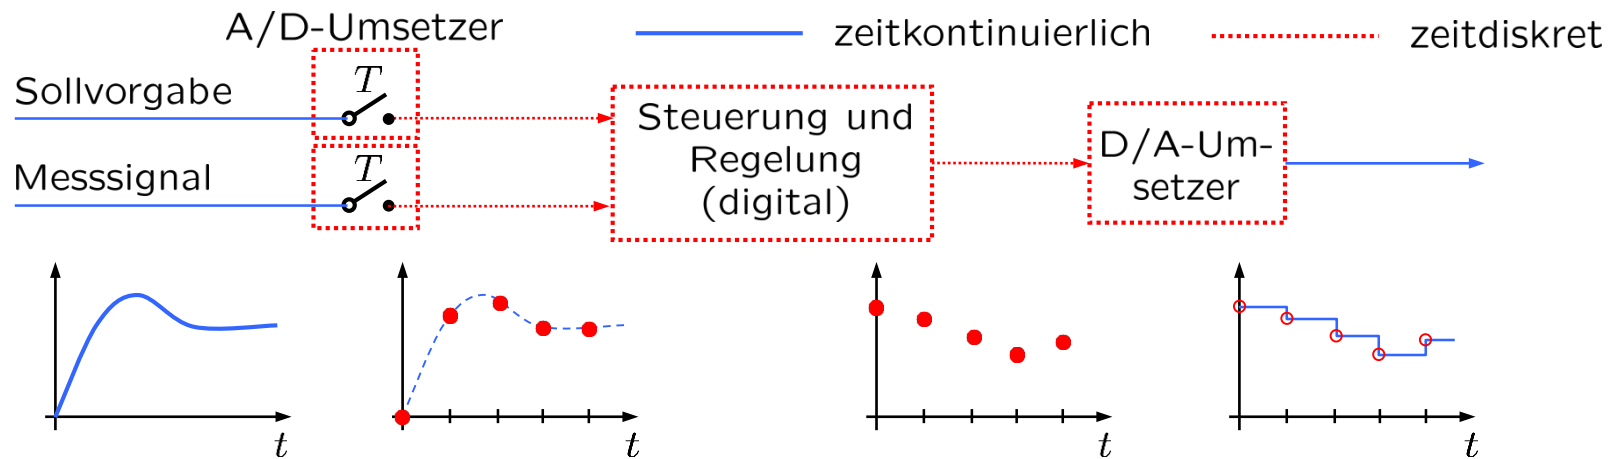 A/D-Umsetzer
zeitkontinuierlich
zeitdiskret
Sollvorgabe
T
Messsignal
T
Steuerung und
Regelung
(digital)
D/A-Um-
setzer
t
t
t
t